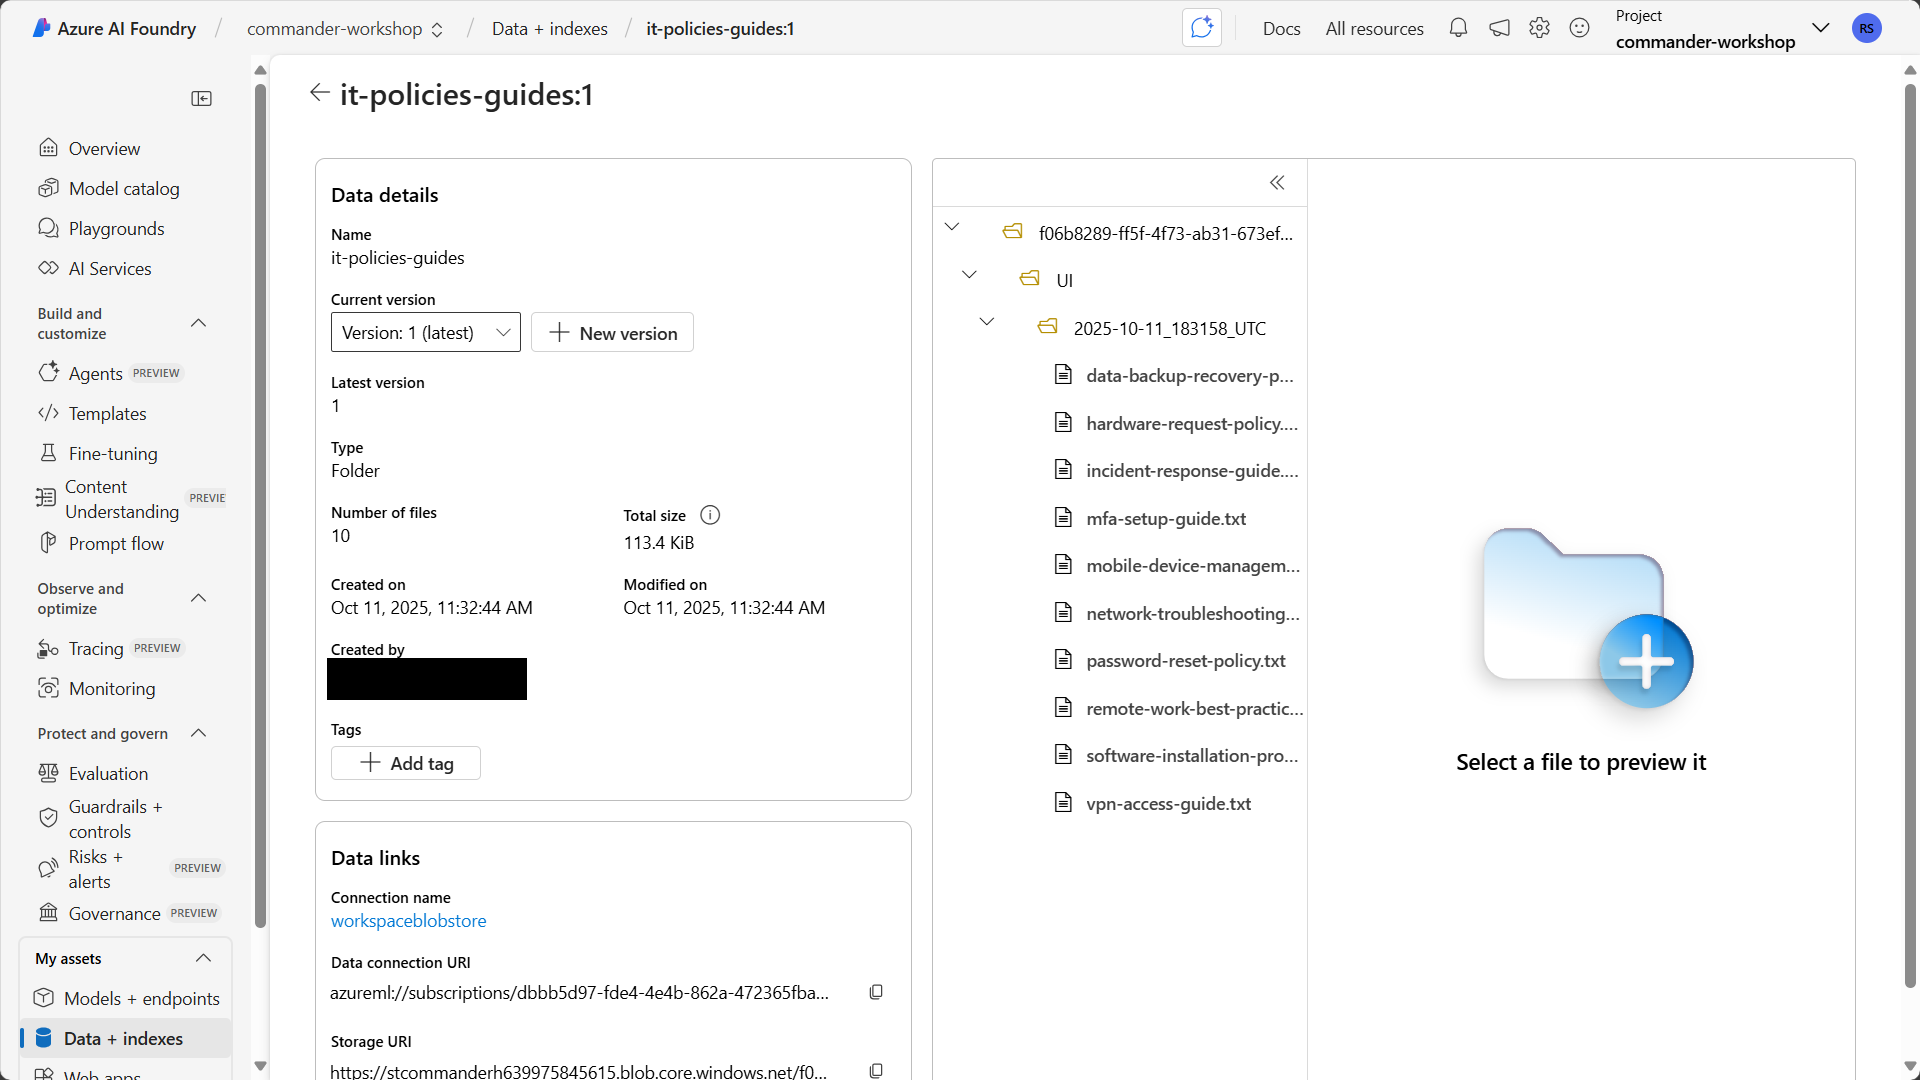 Azure AI Foundry / commander-workshop / Data + indexes / it-policies-guides:1
Docs
All resources
Project
commander-workshop
RS
it-policies-guides:1
Overview
Model catalog
Playgrounds
AI Services
Build and
customize
Agents PREVIEW
Templates
Fine-tuning
Content
Understanding PREVIE
Prompt flow
Observe and
optimize
Tracing PREVIEW
Monitoring
Protect and govern
Evaluation
Guardrails +
controls
Risks +
alerts PREVIEW
Governance PREVIEW
My assets
Models + endpoints
Data + indexes
Web apps
Data details
Name
it-policies-guides
Current version
Version: 1 (latest)
New version
Latest version
1
Type
Folder
Number of files
10
Total size
113.4 KiB
Created on
Oct 11, 2025, 11:32:44 AM
Modified on
Oct 11, 2025, 11:32:44 AM
Created by
Tags
Add tag
Data links
Connection name
workspaceblobstore
Data connection URI
azureml://subscriptions/dbbb5d97-fde4-4e4b-862a-472365fba...
Storage URI
https://stcommanderh639975845615.blob.core.windows.net/f0...
f06b8289-ff5f-4f73-ab31-673ef...
UI
2025-10-11_183158_UTC
data-backup-recovery-p...
hardware-request-policy....
incident-response-guide....
mfa-setup-guide.txt
mobile-device-managem...
network-troubleshooting...
password-reset-policy.txt
remote-work-best-practic...
software-installation-pro...
vpn-access-guide.txt
Select a file to preview it